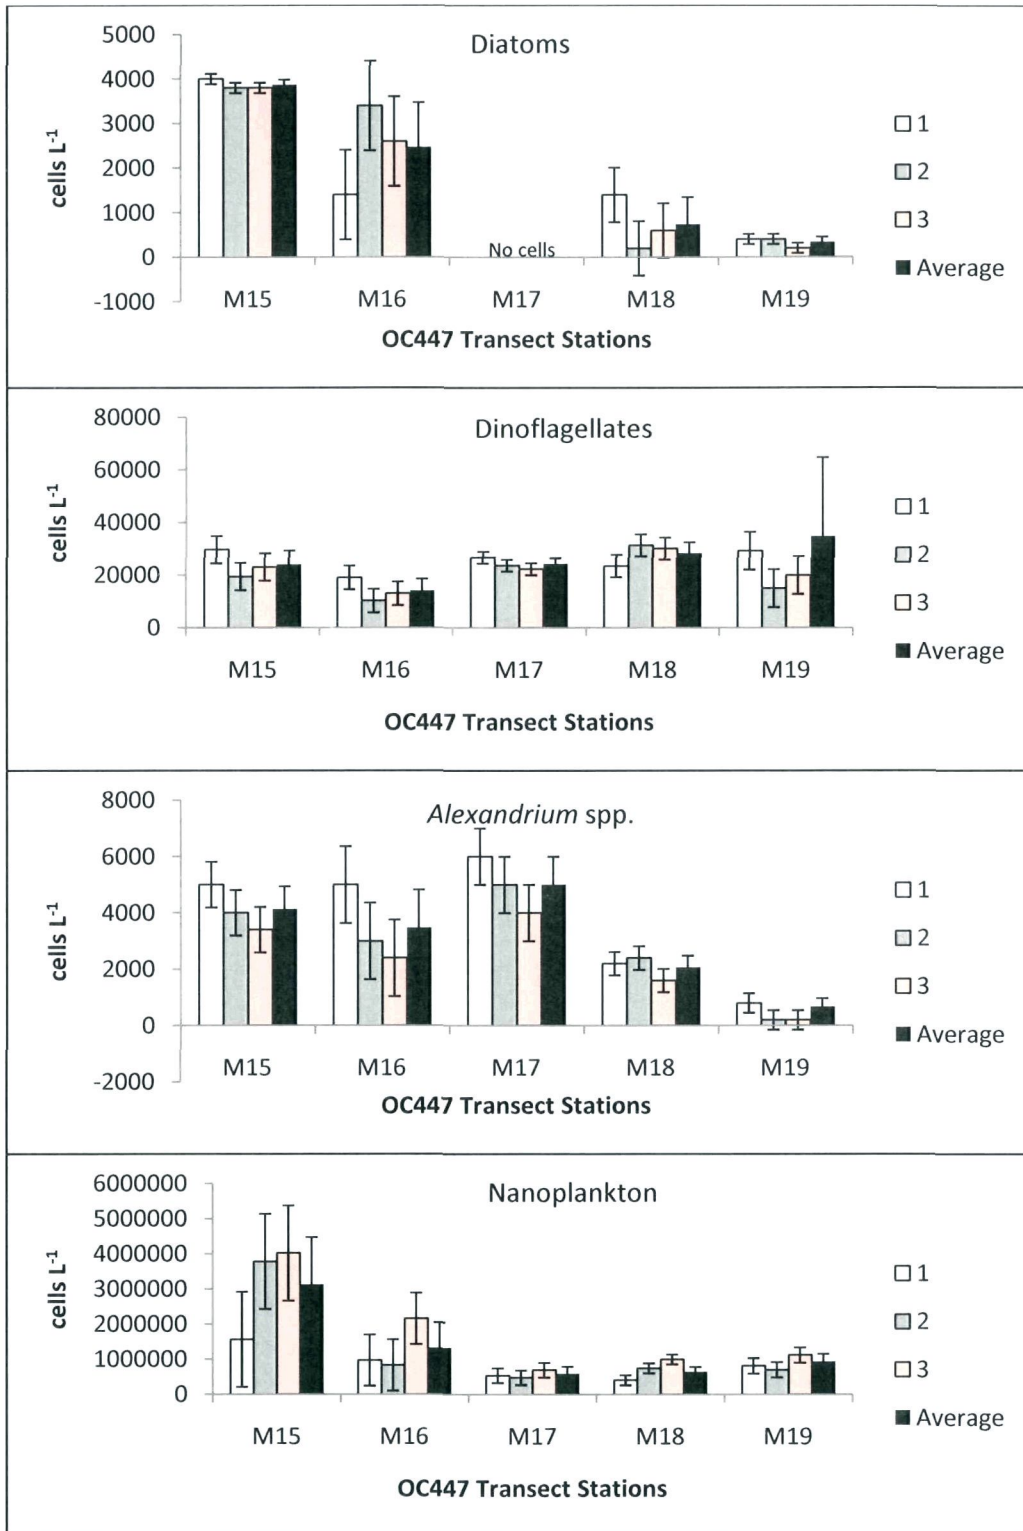 Diatoms
5000
4000
3000
2000
1000
0
-1000
cells L⁻¹
No cells
M15 M16 M17 M18 M19
OC447 Transect Stations
1
2
3
Average
Dinoflagellates
80000
60000
40000
20000
0
cells L⁻¹
M15 M16 M17 M18 M19
OC447 Transect Stations
1
2
3
Average
Alexandrium spp.
8000
6000
4000
2000
0
-2000
cells L⁻¹
M15 M16 M17 M18 M19
OC447 Transect Stations
1
2
3
Average
Nanoplankton
6000000
5000000
4000000
3000000
2000000
1000000
0
cells L⁻¹
M15 M16 M17 M18 M19
OC447 Transect Stations
1
2
3
Average